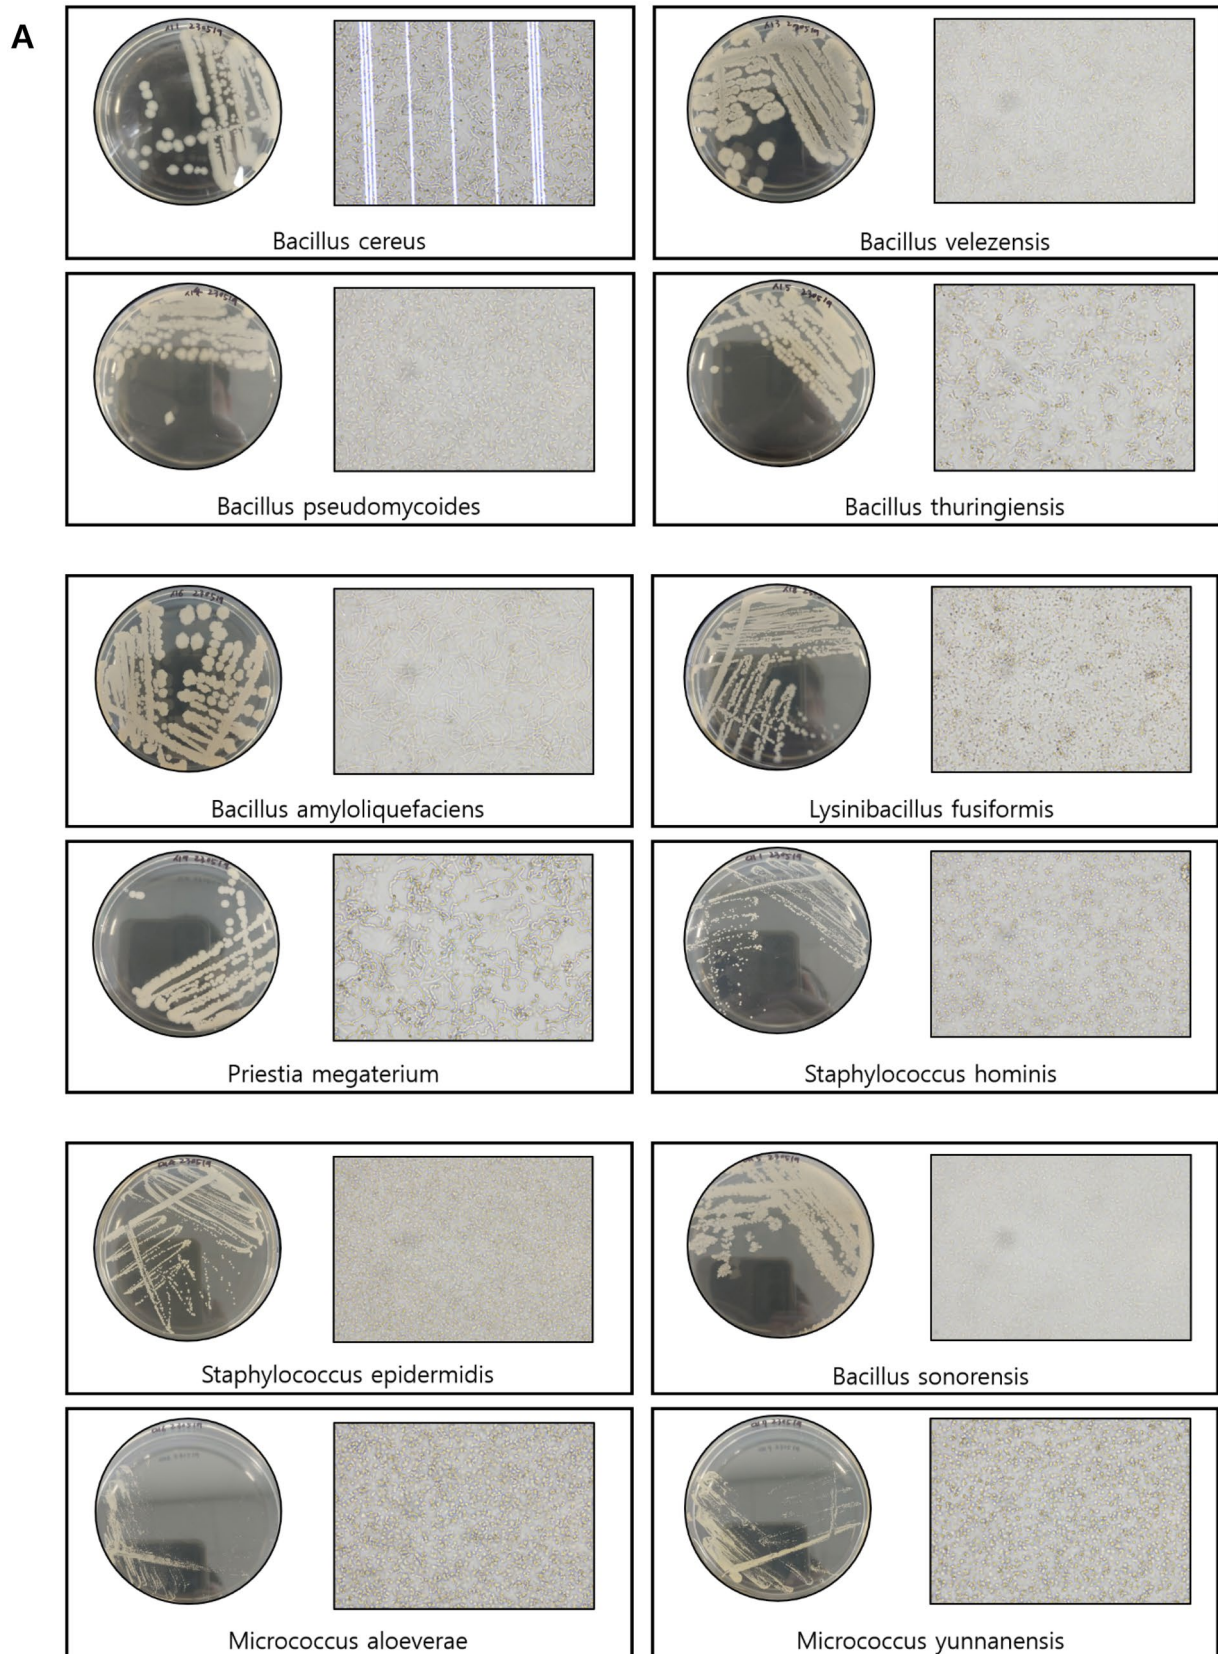 A
Bacillus cereus
Bacillus velezensis
Bacillus pseudomycoides
Bacillus thuringiensis
Bacillus amyloliquefaciens
Lysinibacillus fusiformis
Priestia megaterium
Staphylococcus hominis
Staphylococcus epidermidis
Bacillus sonorensis
Micrococcus aloeverae
Micrococcus yunnanensis